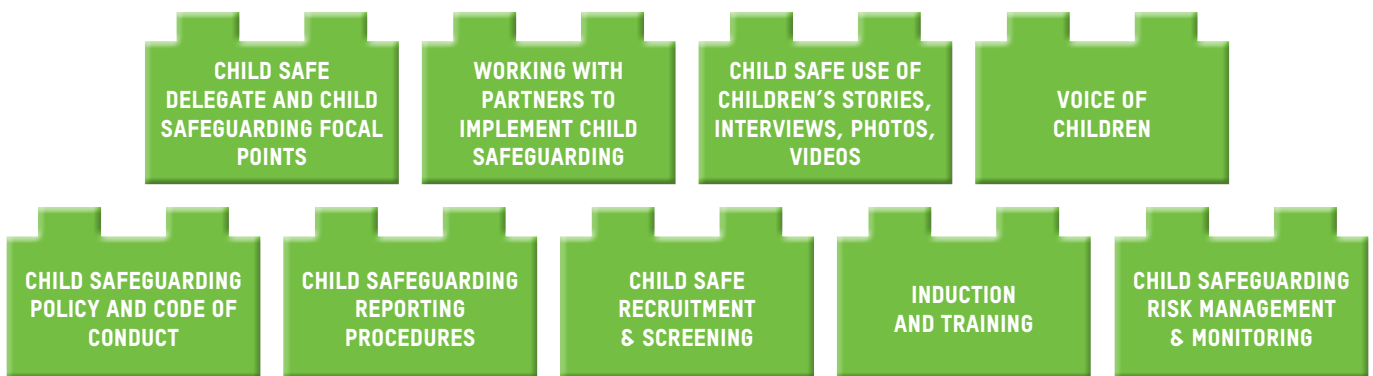 CHILD SAFE
DELEGATE AND CHILD
SAFEGUARDING FOCAL
POINTS
WORKING WITH
PARTNERS TO
IMPLEMENT CHILD
SAFEGUARDING
CHILD SAFE USE OF
CHILDREN’S STORIES,
INTERVIEWS, PHOTOS,
VIDEOS
VOICE OF
CHILDREN
CHILD SAFEGUARDING
POLICY AND CODE OF
CONDUCT
CHILD SAFEGUARDING
REPORTING
PROCEDURES
CHILD SAFE
RECRUITMENT
& SCREENING
INDUCTION
AND TRAINING
CHILD SAFEGUARDING
RISK MANAGEMENT
& MONITORING